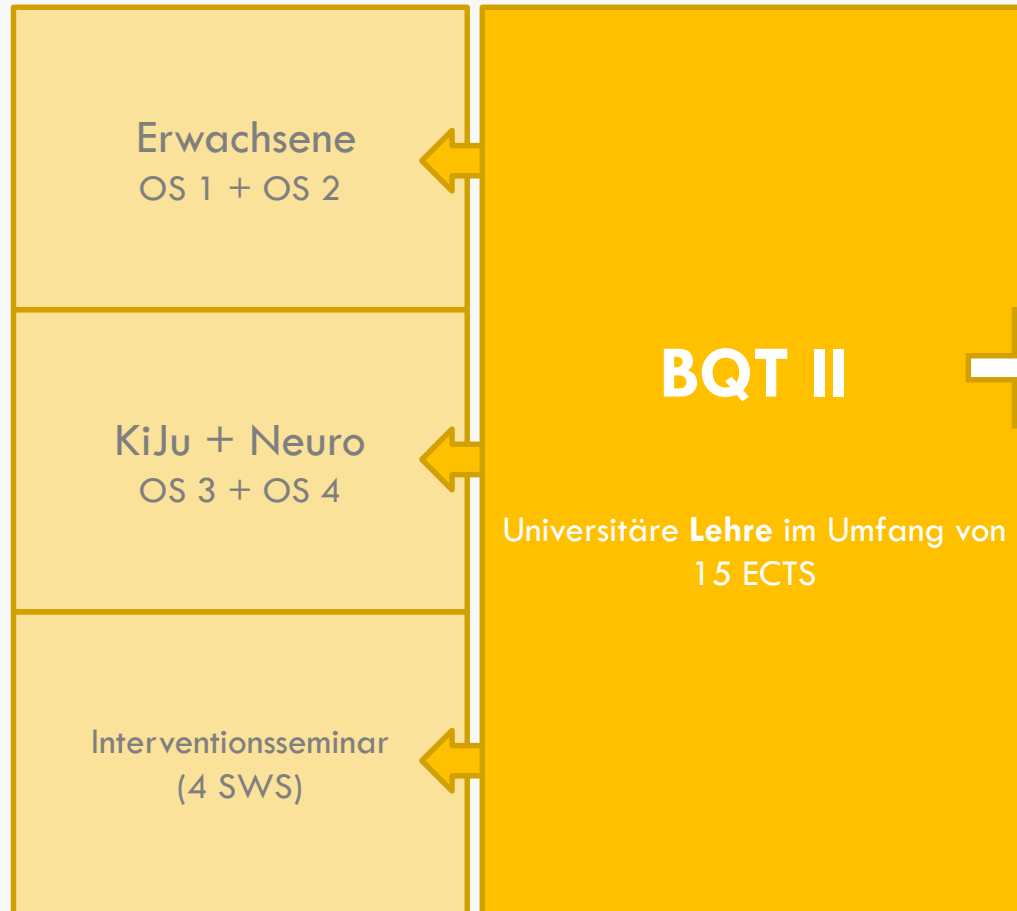 Erwachsene
OS 1 + OS 2
KiJu + Neuro
OS 3 + OS 4
Interventionsseminar
(4 SWS)
BQT II
Universitäre Lehre im Umfang von
15 ECTS